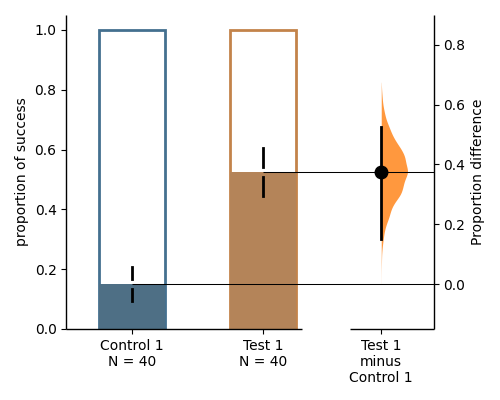 proportion of success
1.0
0.8
0.6
0.4
0.2
0.0
Control 1
N = 40
Test 1
N = 40
Test 1
minus
Control 1
0.8
0.6
0.4
0.2
0.0
Proportion difference